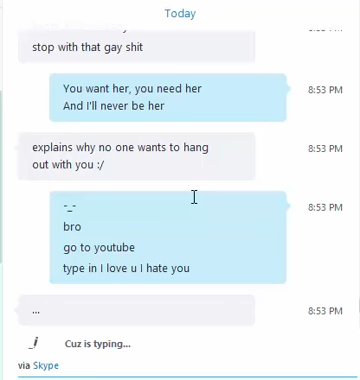 Today
stop with that gay shit
You want her, you need her
And I'll never be her
8:53 PM
explains why no one wants to hang
out with you :/
8:53 PM
-_-
bro
go to youtube
type in I love u I hate you
8:53 PM
...
8:53 PM
Cuz is typing...
via Skype